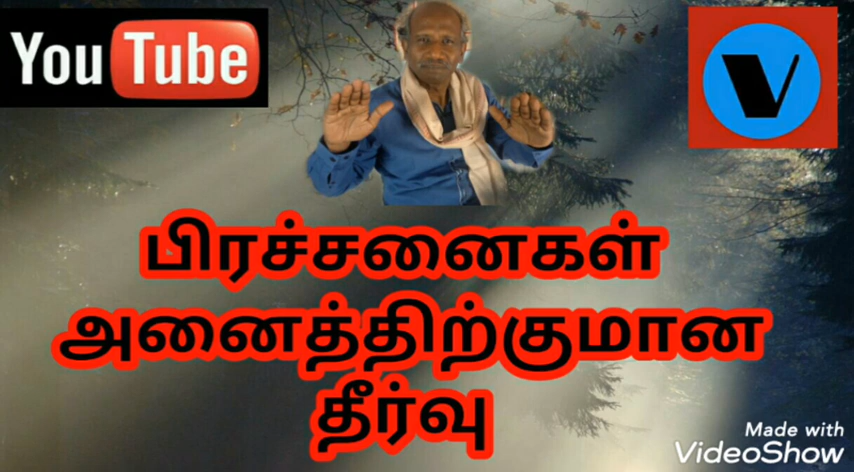 YouTube
V
பிரச்சனைகள்
அனைத்திற்குமான
தீர்வு
Made with
VideoShow